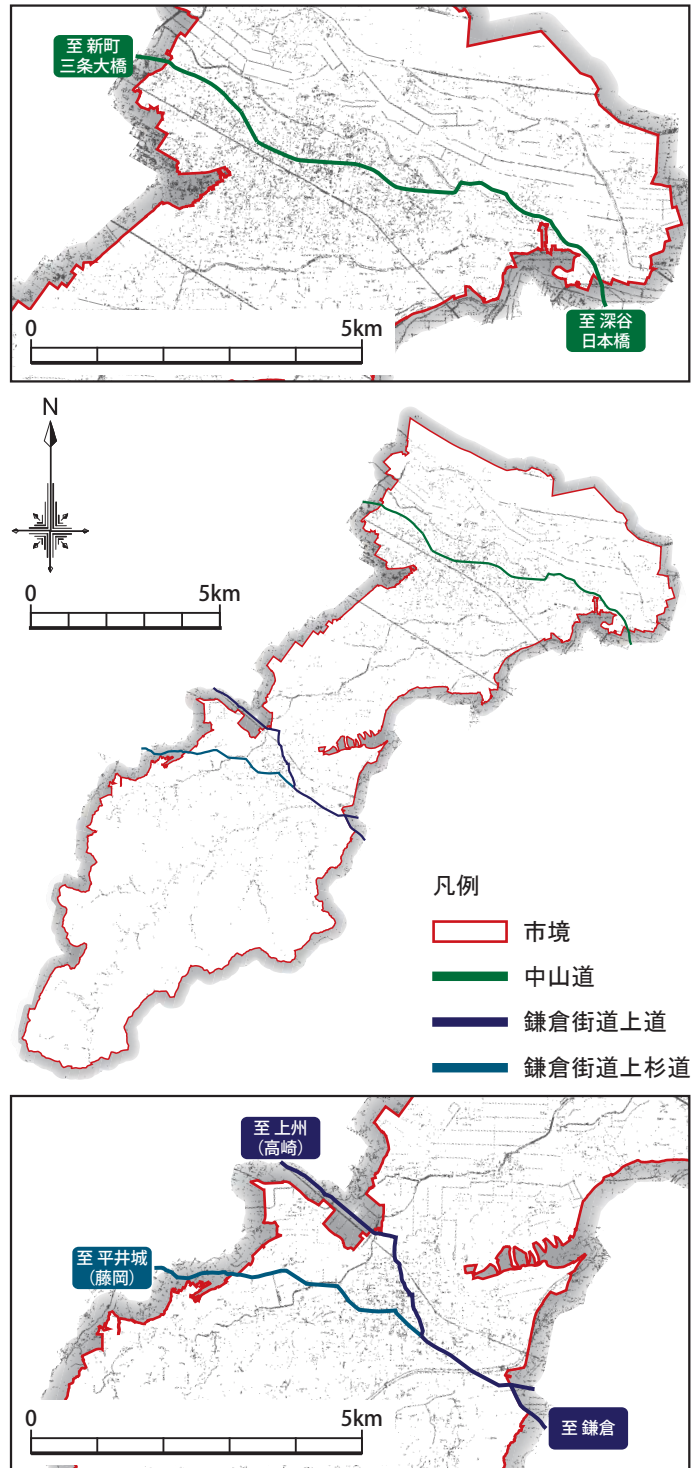 至 新町
三条大橋
0 5km
至 深谷
日本橋
N
0 5km
凡例
市境
中山道
鎌倉街道上道
鎌倉街道上杉道
至 上州
(高崎)
至 平井城
(藤岡)
0 5km
至 鎌倉